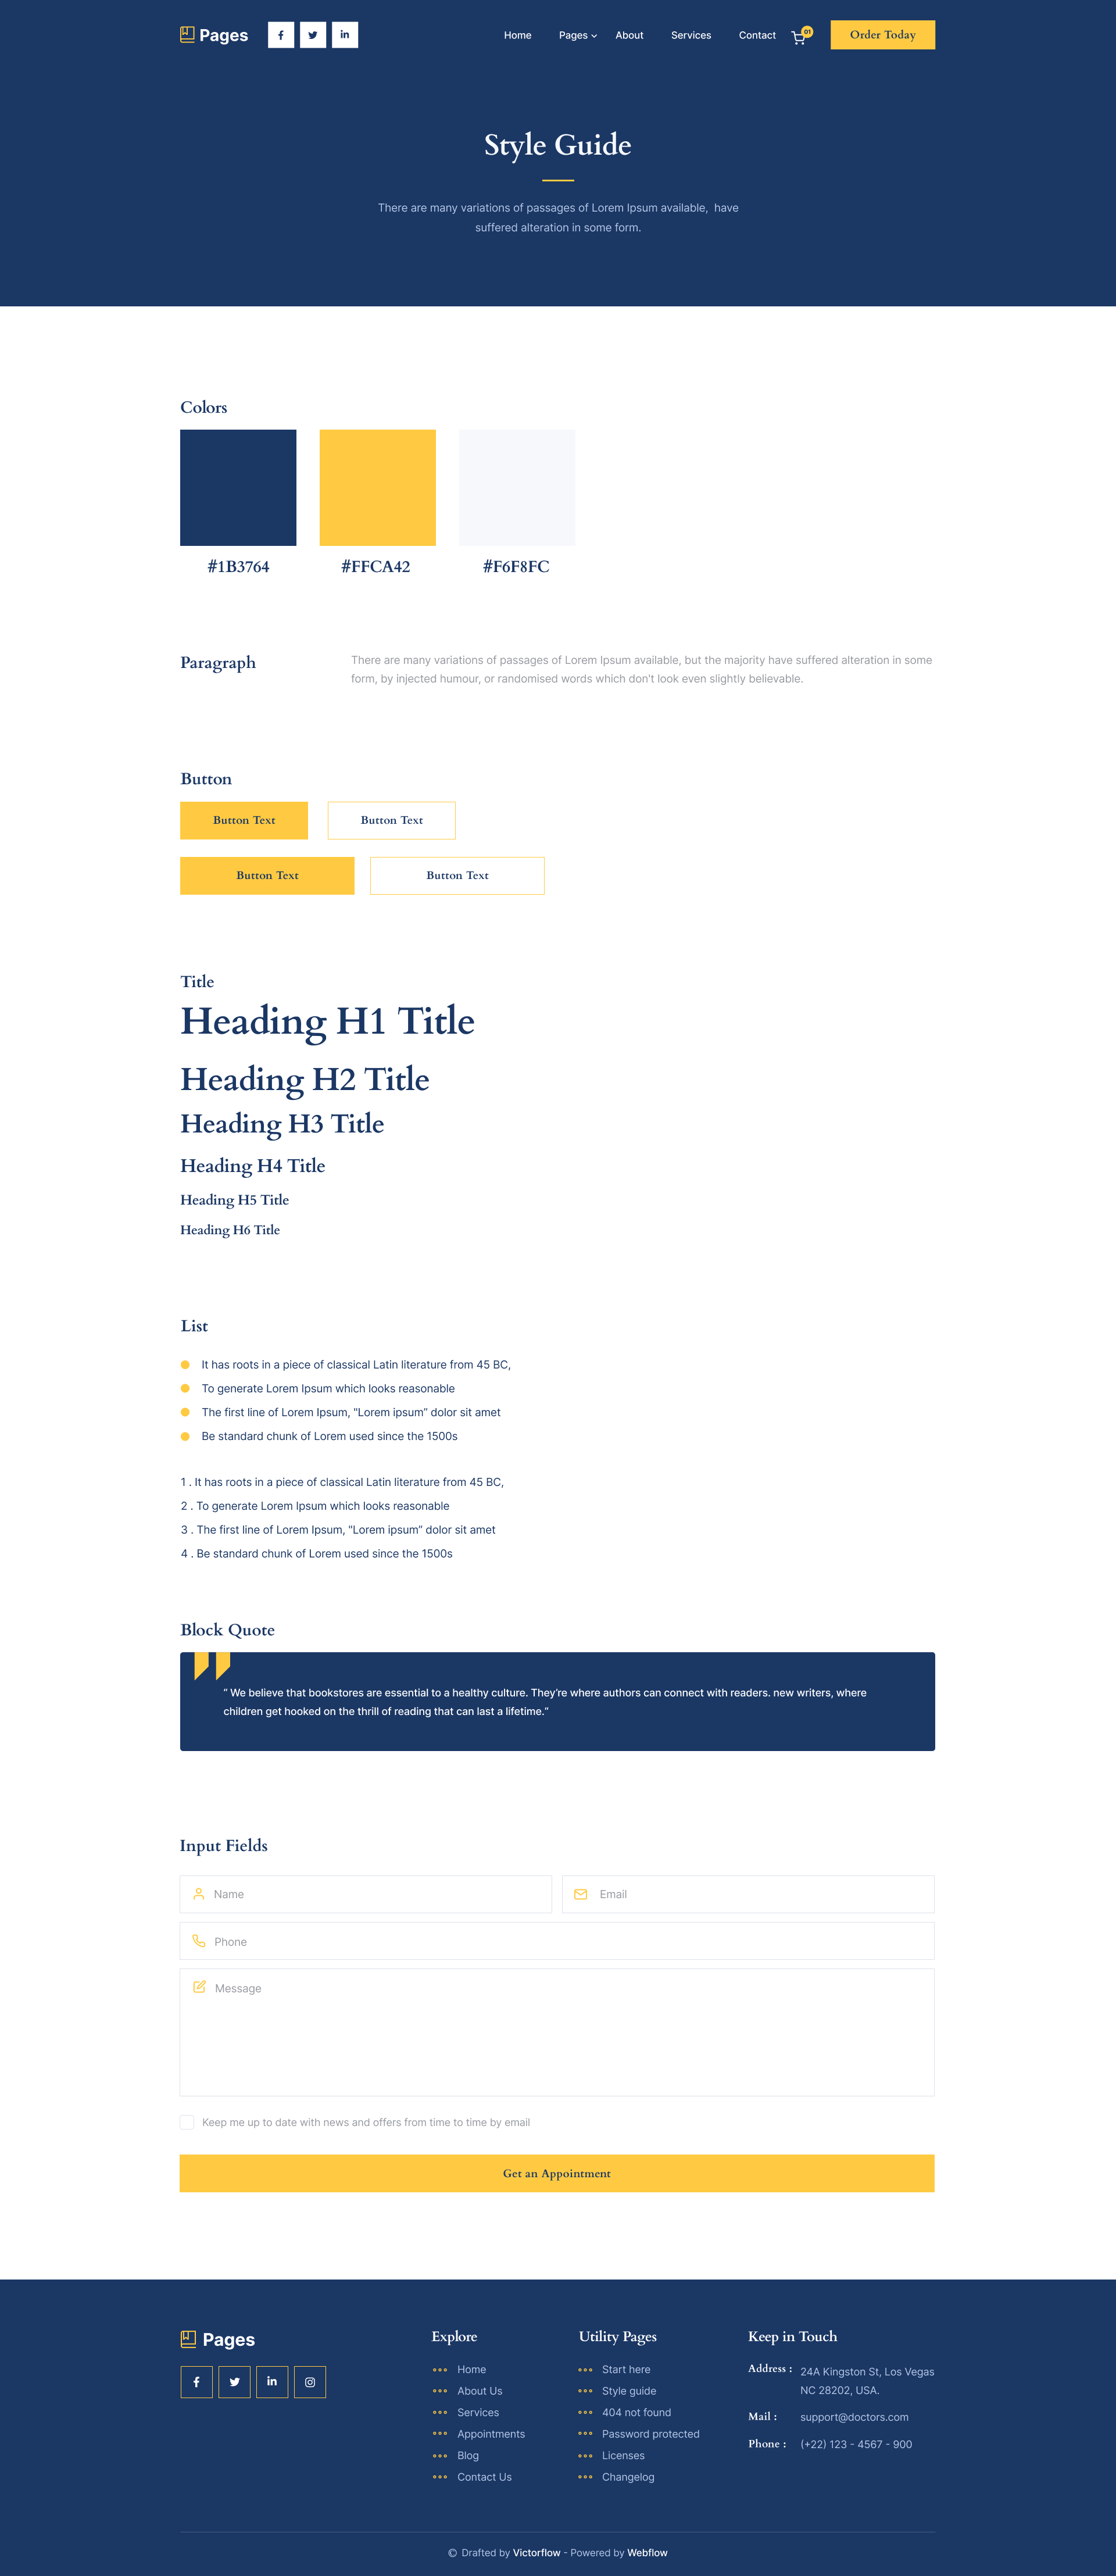 Pages
Home Pages About Services Contact 01 Order Today
Style Guide
There are many variations of passages of Lorem Ipsum available, have
suffered alteration in some form.
Colors
#1B3764 #FFCA42 #F6F8FC
Paragraph
There are many variations of passages of Lorem Ipsum available, but the majority have suffered alteration in some
form, by injected humour, or randomised words which don't look even slightly believable.
Button
Button Text Button Text
Button Text Button Text
Title
Heading H1 Title
Heading H2 Title
Heading H3 Title
Heading H4 Title
Heading H5 Title
Heading H6 Title
List
It has roots in a piece of classical Latin literature from 45 BC,
To generate Lorem Ipsum which looks reasonable
The first line of Lorem Ipsum, "Lorem ipsum" dolor sit amet
Be standard chunk of Lorem used since the 1500s
1 . It has roots in a piece of classical Latin literature from 45 BC,
2 . To generate Lorem Ipsum which looks reasonable
3 . The first line of Lorem Ipsum, "Lorem ipsum" dolor sit amet
4 . Be standard chunk of Lorem used since the 1500s
Block Quote
" We believe that bookstores are essential to a healthy culture. They're where authors can connect with readers. new writers, where
children get hooked on the thrill of reading that can last a lifetime."
Input Fields
Name
Email
Phone
Message
Keep me up to date with news and offers from time to time by email
Get an Appointment
Pages
Explore
Home
About Us
Services
Appointments
Blog
Contact Us
Utility Pages
Start here
Style guide
404 not found
Password protected
Licenses
Changelog
Keep in Touch
Address : 24A Kingston St, Los Vegas
NC 28202, USA.
Mail : support@doctors.com
Phone : (+22) 123 - 4567 - 900
© Drafted by Victorflow - Powered by Webflow